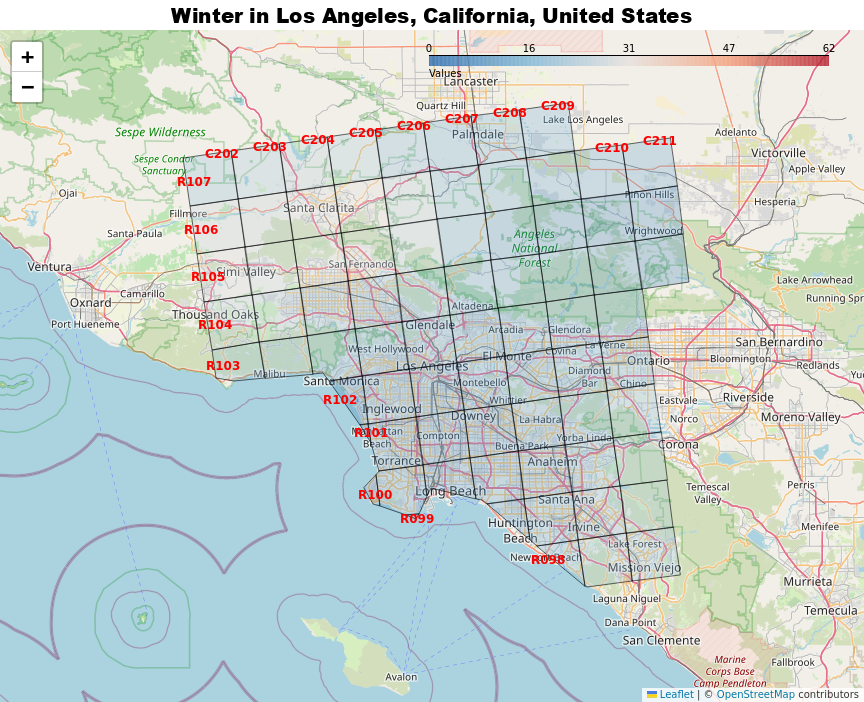 Winter in Los Angeles, California, United States
+
−
0 16 31 47 62
Values
Lancaster
Quartz Hill
C209
C208
Lake Los Angeles
C207
C206
Palmdale
Adelanto
Sespe Wilderness
C205
C204
C203
C202
C210
C211
Victorville
Sespe Condor
Sanctuary
Apple Valley
R107
Ojai
Pinon Hills
Hesperia
Fillmore
Santa Clarita
Santa Paula
R106
Angeles
National
Forest
Wrightwood
Ventura
R105
Simi Valley
San Fernando
Lake Arrowhead
Oxnard
Camarillo
Running Spr
Port Hueneme
Thousand Oaks
R104
Altadena
Glendale
Arcadia
Glendora
West Hollywood
El Monte
Covina
La Verne
San Bernardino
R103
Malibu
Los Angeles
Ontario
Bloomington
Redlands
Yu
Santa Monica
Montebello
Diamond
Bar
Chino
R102
Inglewood
Whittier
Eastvale
Riverside
Downey
La Habra
Norco
Moreno Valley
R101
Manhattan
Beach
Compton
Buena Park
Yorba Linda
Corona
Torrance
Anaheim
R100
Long Beach
Santa Ana
Temescal
Valley
Perris
R099
Huntington
Beach
Irvine
Menifee
Newport Beach
R098
Lake Forest
Mission Viejo
Murrieta
Laguna Niguel
Temecula
Dana Point
San Clemente
Avalon
Marine
Corps Base
Camp Pendleton
Fallbrook
Leaflet | © OpenStreetMap contributors